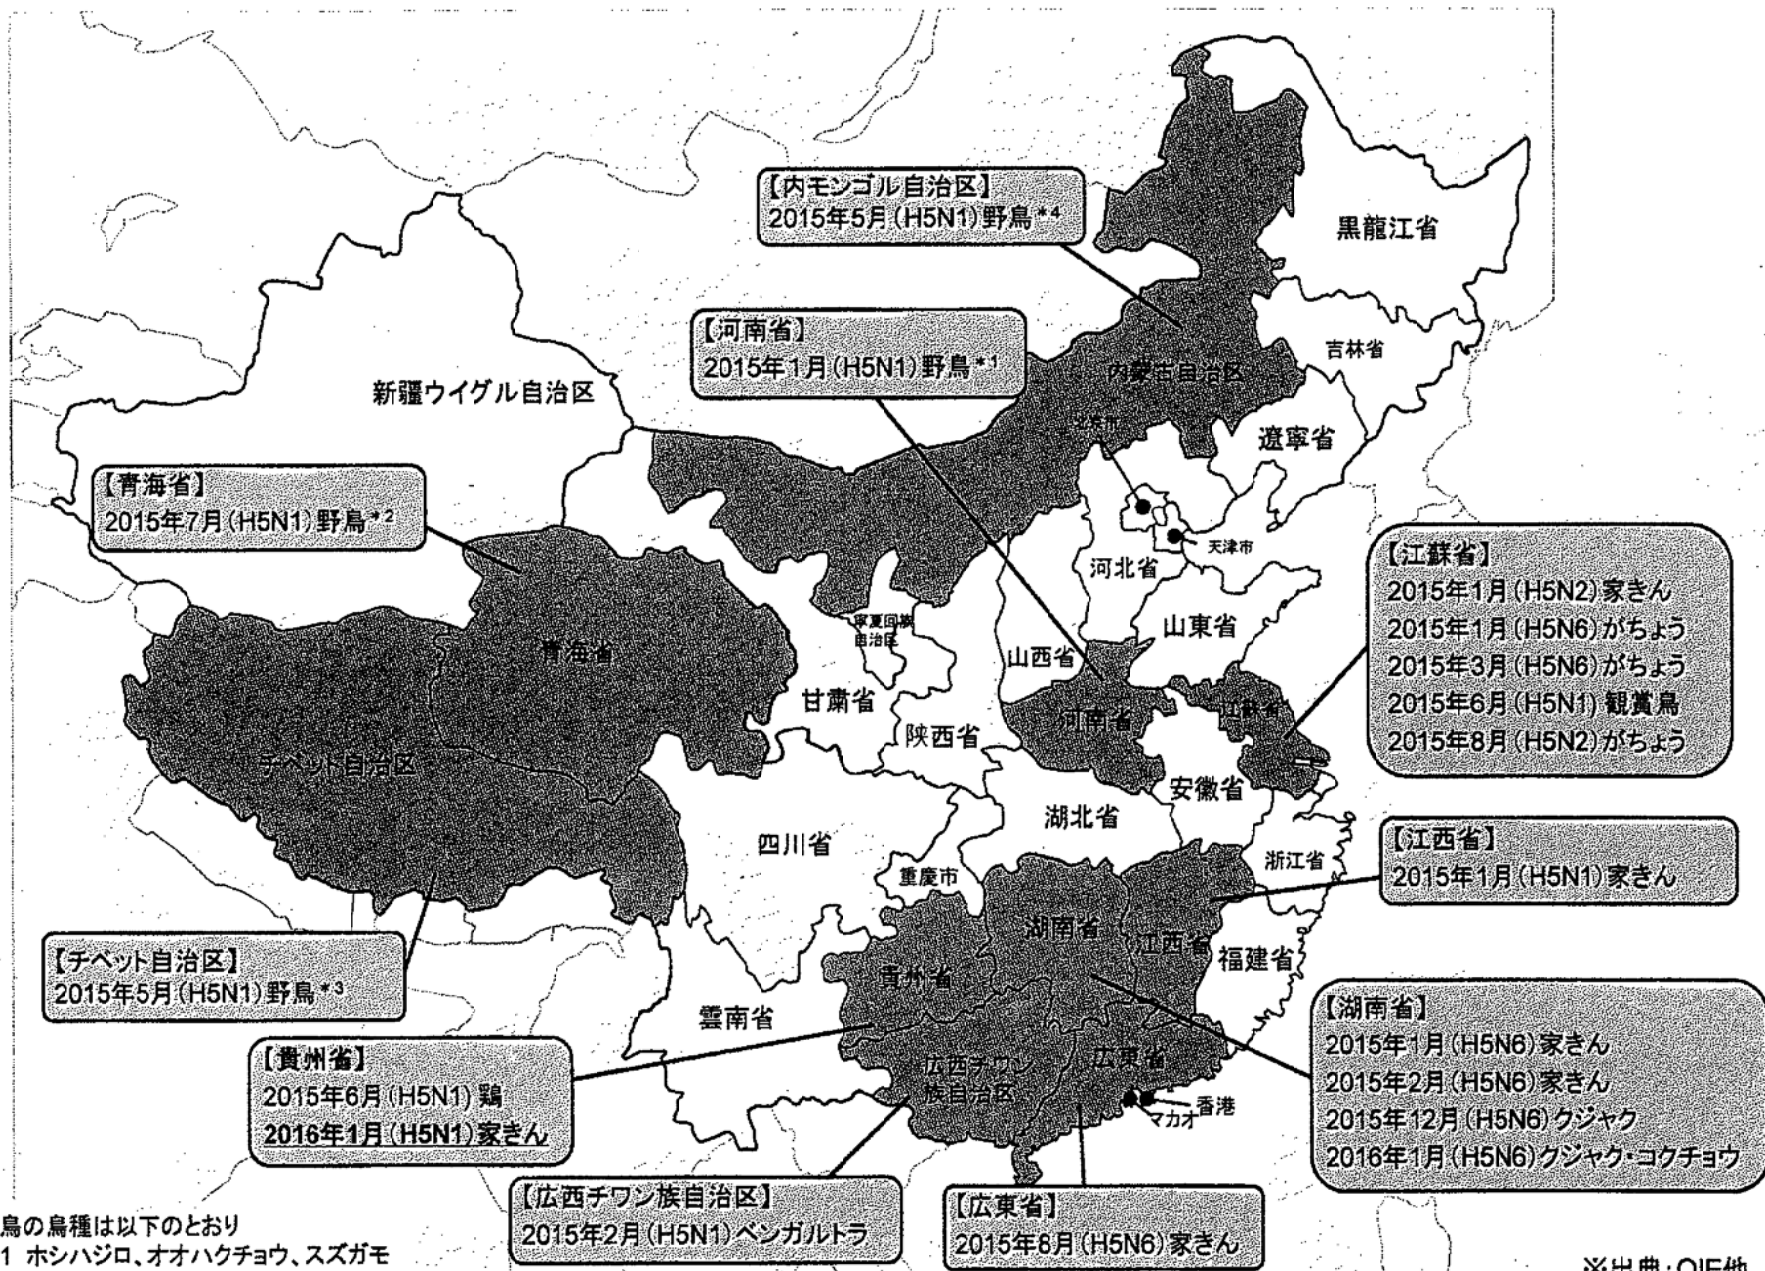 【内モンゴル自治区】
2015年5月(H5N1)野鳥*4
黒龍江省
【河南省】
2015年1月(H5N1)野鳥*1
吉林省
内蒙古自治区
新疆ウイグル自治区
北京市
遼寧省
【青海省】
2015年7月(H5N1)野鳥*2
天津市
河北省
【江蘇省】
2015年1月(H5N2)家きん
2015年1月(H5N6)がちょう
2015年3月(H5N6)がちょう
2015年6月(H5N1)観賞鳥
2015年8月(H5N2)がちょう
寧夏回族
自治区
山東省
青海省
山西省
甘粛省
河南省
江蘇省
陝西省
チベット自治区
安徽省
湖北省
四川省
重慶市
浙江省
【江西省】
2015年1月(H5N1)家きん
湖南省
江西省
福建省
【チベット自治区】
2015年5月(H5N1)野鳥*3
貴州省
雲南省
【湖南省】
2015年1月(H5N6)家きん
2015年2月(H5N6)家きん
2015年12月(H5N6)クジャク
2016年1月(H5N6)クジャク・コクチョウ
【貴州省】
2015年6月(H5N1)鶏
2016年1月(H5N1)家きん
広西チワン
族自治区
広東省
香港
マカオ
【広西チワン族自治区】
2015年2月(H5N1)ベンガルトラ
【広東省】
2015年8月(H5N6)家きん
鳥の鳥種は以下のとおり
1 ホシハジロ、オオハクチョウ、スズガモ
※出典:OIE他